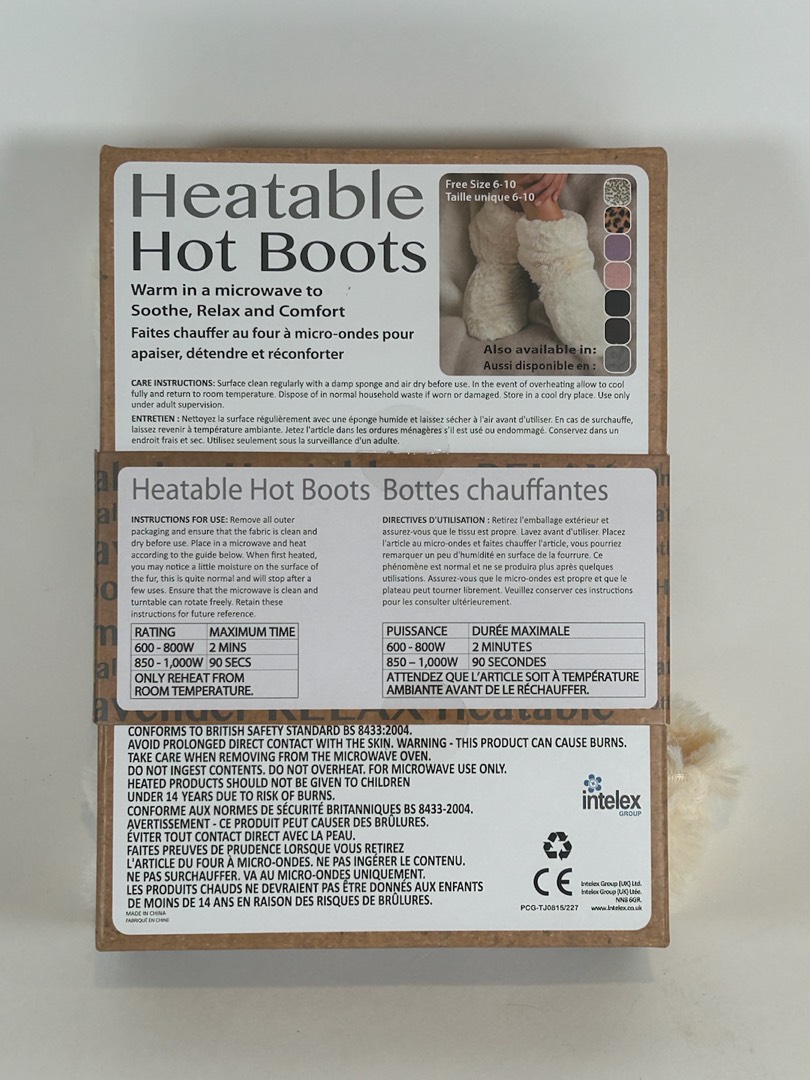 Heatable
Hot Boots
Warm in a microwave to
Soothe, Relax and Comfort
Faites chauffer au four à micro-ondes pour
apaiser, détendre et réconforter
Free Size 6-10
Taille unique 6-10
Also available in:
Aussi disponible en :
CARE INSTRUCTIONS: Surface clean regularly with a damp sponge and air dry before use. In the event of overheating allow to cool
fully and return to room temperature. Dispose of in normal household waste if worn or damaged. Store in a cool dry place. Use only
under adult supervision.
ENTRETIEN : Nettoyez la surface régulièrement avec une éponge humide et laissez sécher à l'air avant d'utiliser. En cas de surchauffe,
laissez revenir à température ambiante. Jetez l'article dans les ordures ménagères s'il est usé ou endommagé. Conservez dans un
endroit frais et sec. Utilisez seulement sous la surveillance d'un adulte.
Heatable Hot Boots Bottes chauffantes
INSTRUCTIONS FOR USE: Remove all outer
packaging and ensure that the fabric is clean and
dry before use. Place in a microwave and heat
according to the guide below. When first heated,
you may notice a little moisture on the surface of
the fur, this is quite normal and will stop after a
few uses. Ensure that the microwave is clean and
turntable can rotate freely. Retain these
instructions for future reference.
RATING MAXIMUM TIME
600 - 800W 2 MINS
850 - 1,000W 90 SECS
ONLY REHEAT FROM
ROOM TEMPERATURE.
DIRECTIVES D'UTILISATION : Retirez l'emballage extérieur et
assurez-vous que le tissu est propre. Lavez avant d'utiliser. Placez
l'article au micro-ondes et faites chauffer l'article, vous pourriez
remarquer un peu d'humidité en surface de la fourrure. Ce
phénomène est normal et ne se produira plus après quelques
utilisations. Assurez-vous que le micro-ondes est propre et que le
plateau peut tourner librement. Veuillez conserver ces instructions
pour les consulter ultérieurement.
PUISSANCE DURÉE MAXIMALE
600 - 800W 2 MINUTES
850 – 1,000W 90 SECONDES
ATTENDEZ QUE L'ARTICLE SOIT À TEMPÉRATURE
AMBIANTE AVANT DE LE RÉCHAUFFER.
lavender RELAX Heatable
CONFORMS TO BRITISH SAFETY STANDARD BS 8433:2004.
AVOID PROLONGED DIRECT CONTACT WITH THE SKIN. WARNING - THIS PRODUCT CAN CAUSE BURNS.
TAKE CARE WHEN REMOVING FROM THE MICROWAVE OVEN.
DO NOT INGEST CONTENTS. DO NOT OVERHEAT. FOR MICROWAVE USE ONLY.
HEATED PRODUCTS SHOULD NOT BE GIVEN TO CHILDREN
UNDER 14 YEARS DUE TO RISK OF BURNS.
CONFORME AUX NORMES DE SÉCURITÉ BRITANNIQUES BS 8433-2004.
AVERTISSEMENT - CE PRODUIT PEUT CAUSER DES BRÛLURES.
ÉVITER TOUT CONTACT DIRECT AVEC LA PEAU.
FAITES PREUVES DE PRUDENCE LORSQUE VOUS RETIREZ
L'ARTICLE DU FOUR À MICRO-ONDES. NE PAS INGÉRER LE CONTENU.
NE PAS SURCHAUFFER. VA AU MICRO-ONDES UNIQUEMENT.
LES PRODUITS CHAUDS NE DEVRAIENT PAS ÊTRE DONNÉS AUX ENFANTS
DE MOINS DE 14 ANS EN RAISON DES RISQUES DE BRÛLURES.
MADE IN CHINA
FABRIQUÉ EN CHINE
intelex
GROUP
CE
Intelex Group (UK) Ltd.
Intelex Group (UK) Ltée.
NN8 6GR.
PCG-TJ0815/227 www.intelex.co.uk